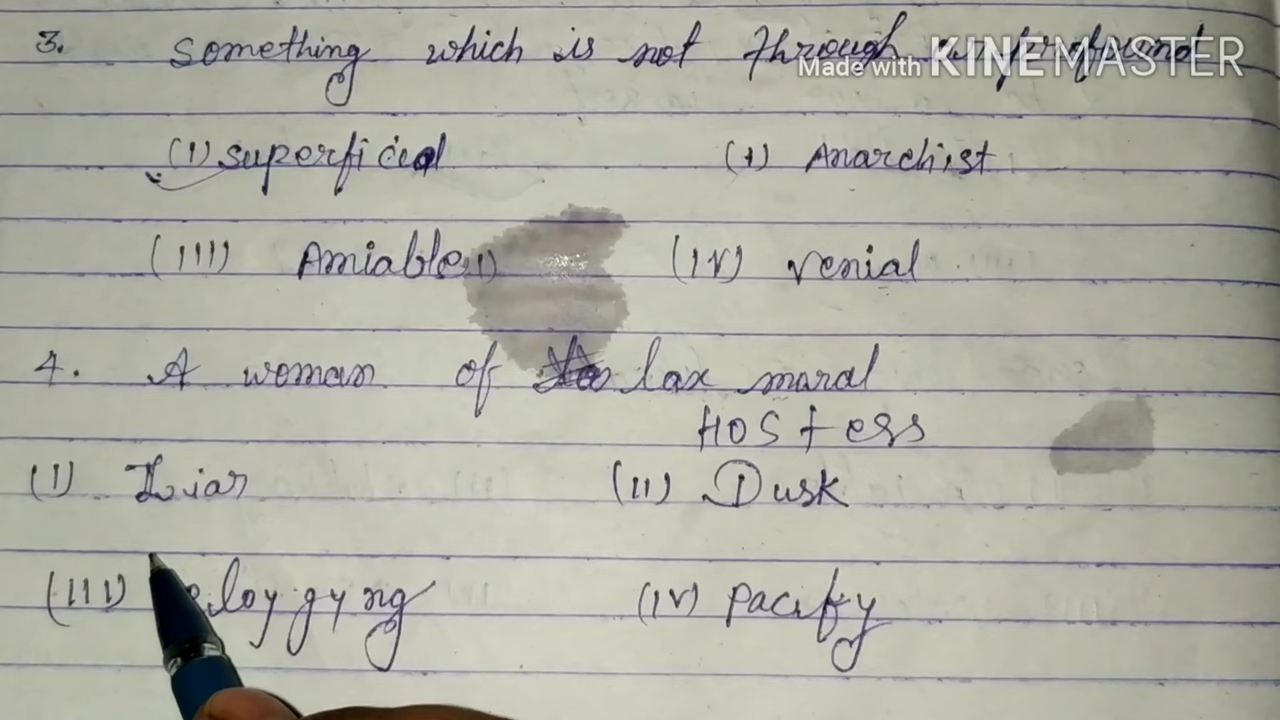 3. Something which is not through
Made with KINEMASTER
(I) superficial (I) Anarchist
(III) Amiable (IV) venial
4. A woman of lax moral
HOSTESS
(I) Liar (II) Dusk
(III) (IV) Pacify